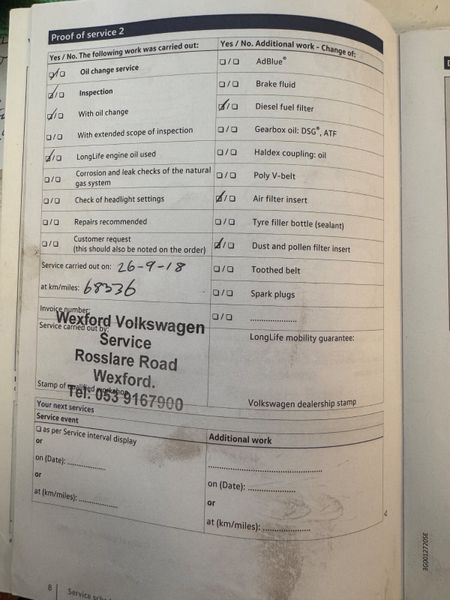 Proof of service 2
Yes / No. The following work was carried out:
☑/☐ Oil change service
☑/☐ Inspection
☑/☐ With oil change
☐/☐ With extended scope of inspection
☑/☐ LongLife engine oil used
☐/☐ Corrosion and leak checks of the natural
gas system
☐/☐ Check of headlight settings
☐/☐ Repairs recommended
☐/☐ Customer request
(this should also be noted on the order)
Service carried out on: 26-9-18
at km/miles: 68336
Invoice number:
Service carried out by:
Wexford Volkswagen
Service
Rosslare Road
Wexford.
Tel: 053 9167900
Stamp of qualified workshop
Yes / No. Additional work - Change of:
☐/☐ AdBlue®
☐/☐ Brake fluid
☑/☐ Diesel fuel filter
☐/☐ Gearbox oil: DSG®, ATF
☐/☐ Haldex coupling: oil
☐/☐ Poly V-belt
☑/☐ Air filter insert
☐/☐ Tyre filler bottle (sealant)
☑/☐ Dust and pollen filter insert
☐/☐ Toothed belt
☐/☐ Spark plugs
☐/☐ ................
LongLife mobility guarantee:
Volkswagen dealership stamp
Your next services
Service event
☐ as per Service interval display
or
on (Date): .............
or
at (km/miles): .............
Additional work
......................................
on (Date): ................
or
at (km/miles): ................
8 Service
3G0012720SE